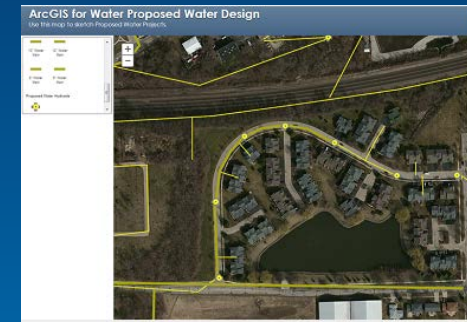 ArcGIS for Water Proposed Water Design
Use this map to sketch Proposed Water Projects.
Proposed Water Hydrants
+
−